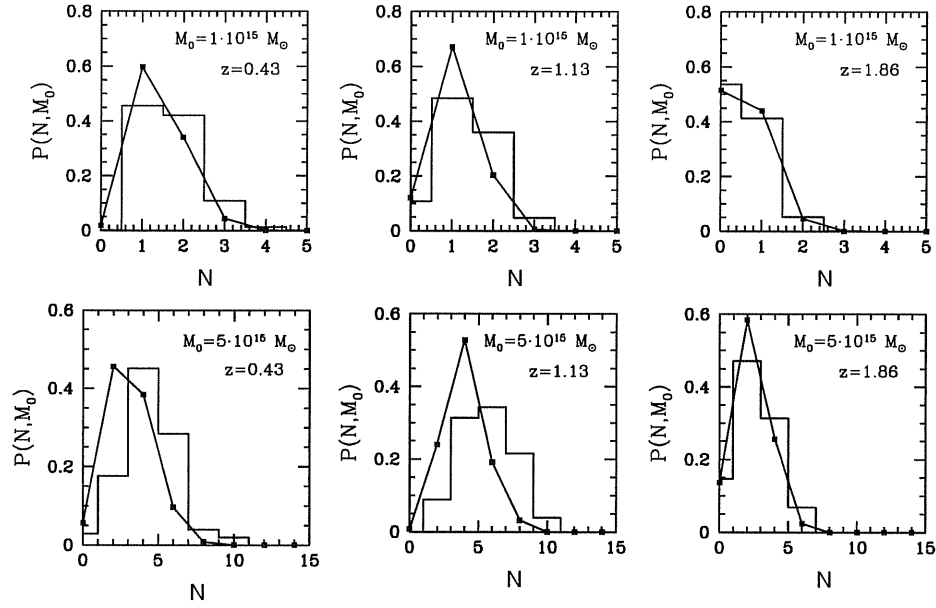 0.8
0.6
0.4
0.2
0
P(N,M₀)
M₀=1·10¹⁵ M☉
z=0.43
0 1 2 3 4 5
N
0.8
0.6
0.4
0.2
0
P(N,M₀)
M₀=1·10¹⁵ M☉
z=1.13
0 1 2 3 4 5
N
0.8
0.6
0.4
0.2
0
P(N,M₀)
M₀=1·10¹⁵ M☉
z=1.86
0 1 2 3 4 5
N
0.6
0.4
0.2
0
P(N,M₀)
M₀=5·10¹⁵ M☉
z=0.43
0 5 10 15
N
0.6
0.4
0.2
0
P(N,M₀)
M₀=5·10¹⁵ M☉
z=1.13
0 5 10 15
N
0.6
0.4
0.2
0
P(N,M₀)
M₀=5·10¹⁵ M☉
z=1.86
0 5 10 15
N